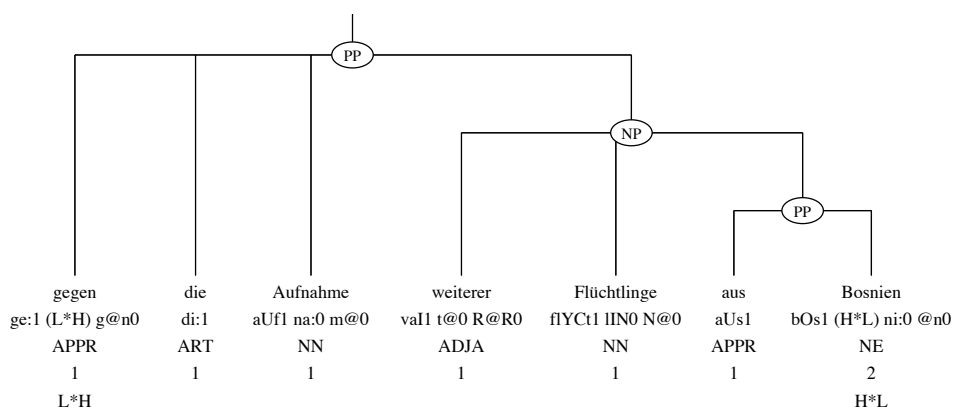 PP
NP
PP
gegen die Aufnahme weiterer Flüchtlinge aus Bosnien
ge:1 (L*H) g@n0 di:1 aUf1 na:0 m@0 vaI1 t@0 R@R0 flYCt1 lIN0 N@0 aUs1 bOs1 (H*L) ni:0 @n0
APPR ART NN ADJA NN APPR NE
1 1 1 1 1 1 2
L*H H*L